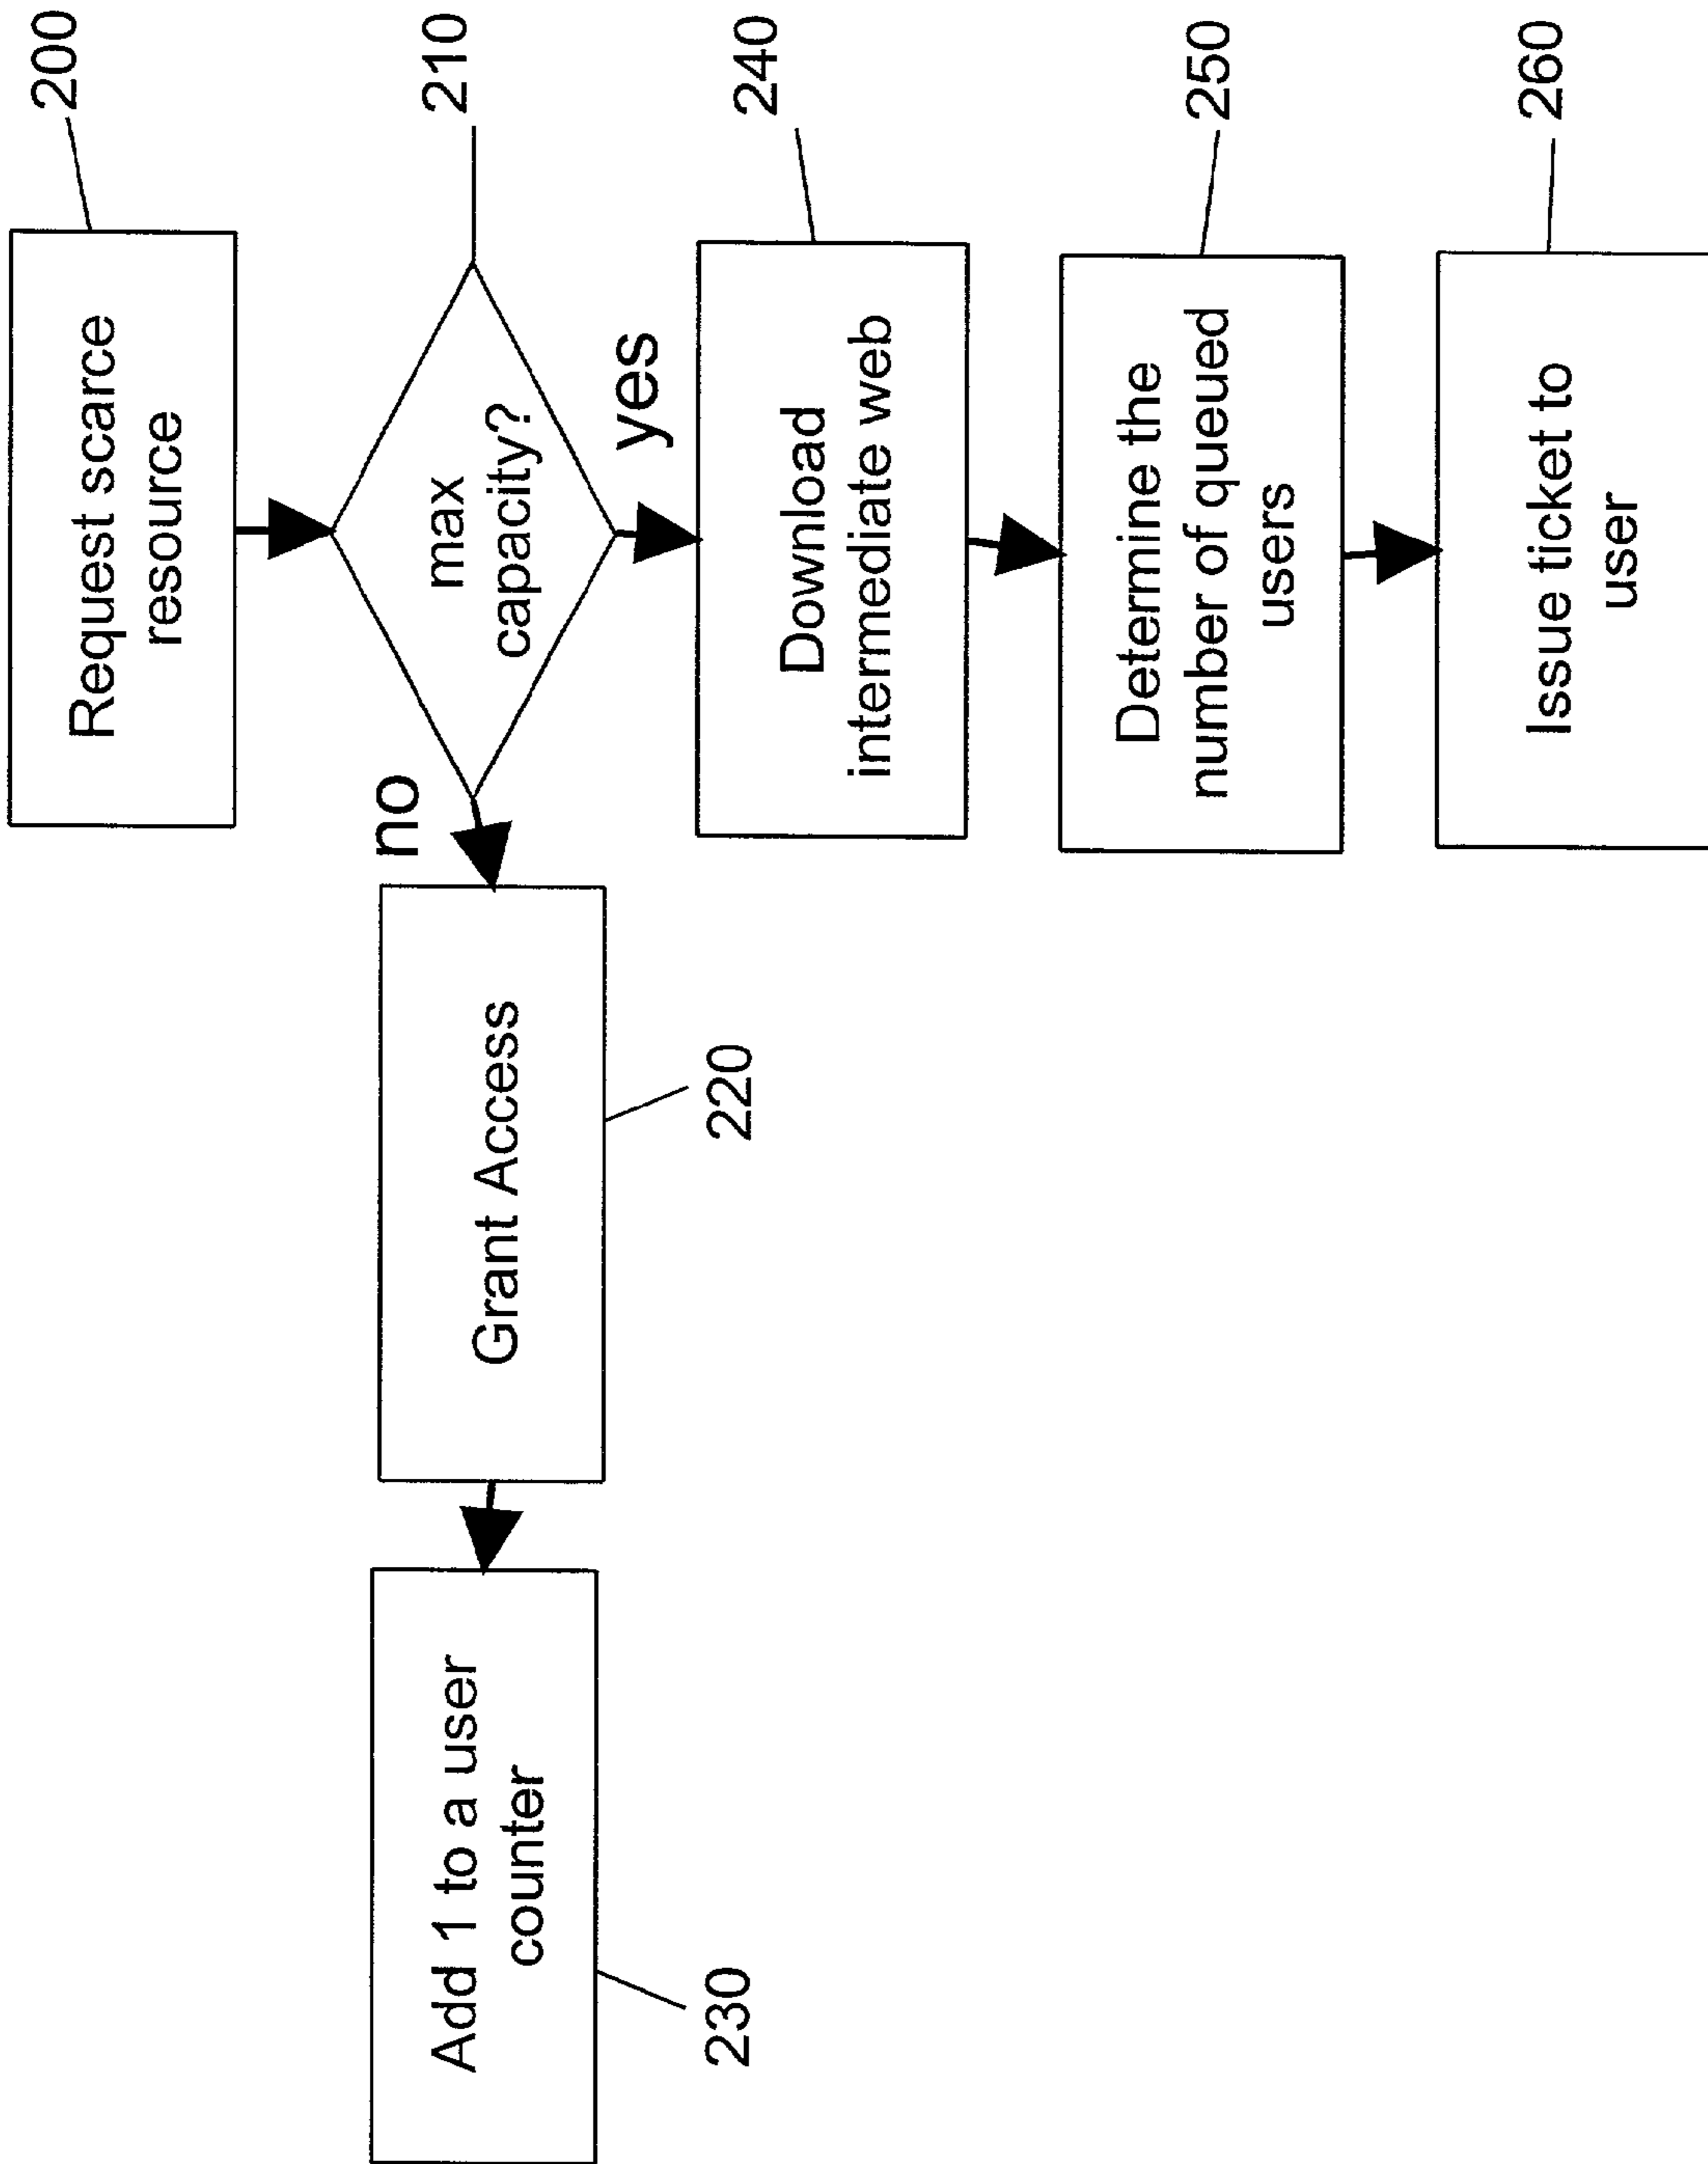 Request scarce
resource
200
max
capacity?
210
no
yes
Grant Access
220
Add 1 to a user
counter
230
Download
intermediate web
240
Determine the
number of queued
users
250
Issue ticket to
user
260